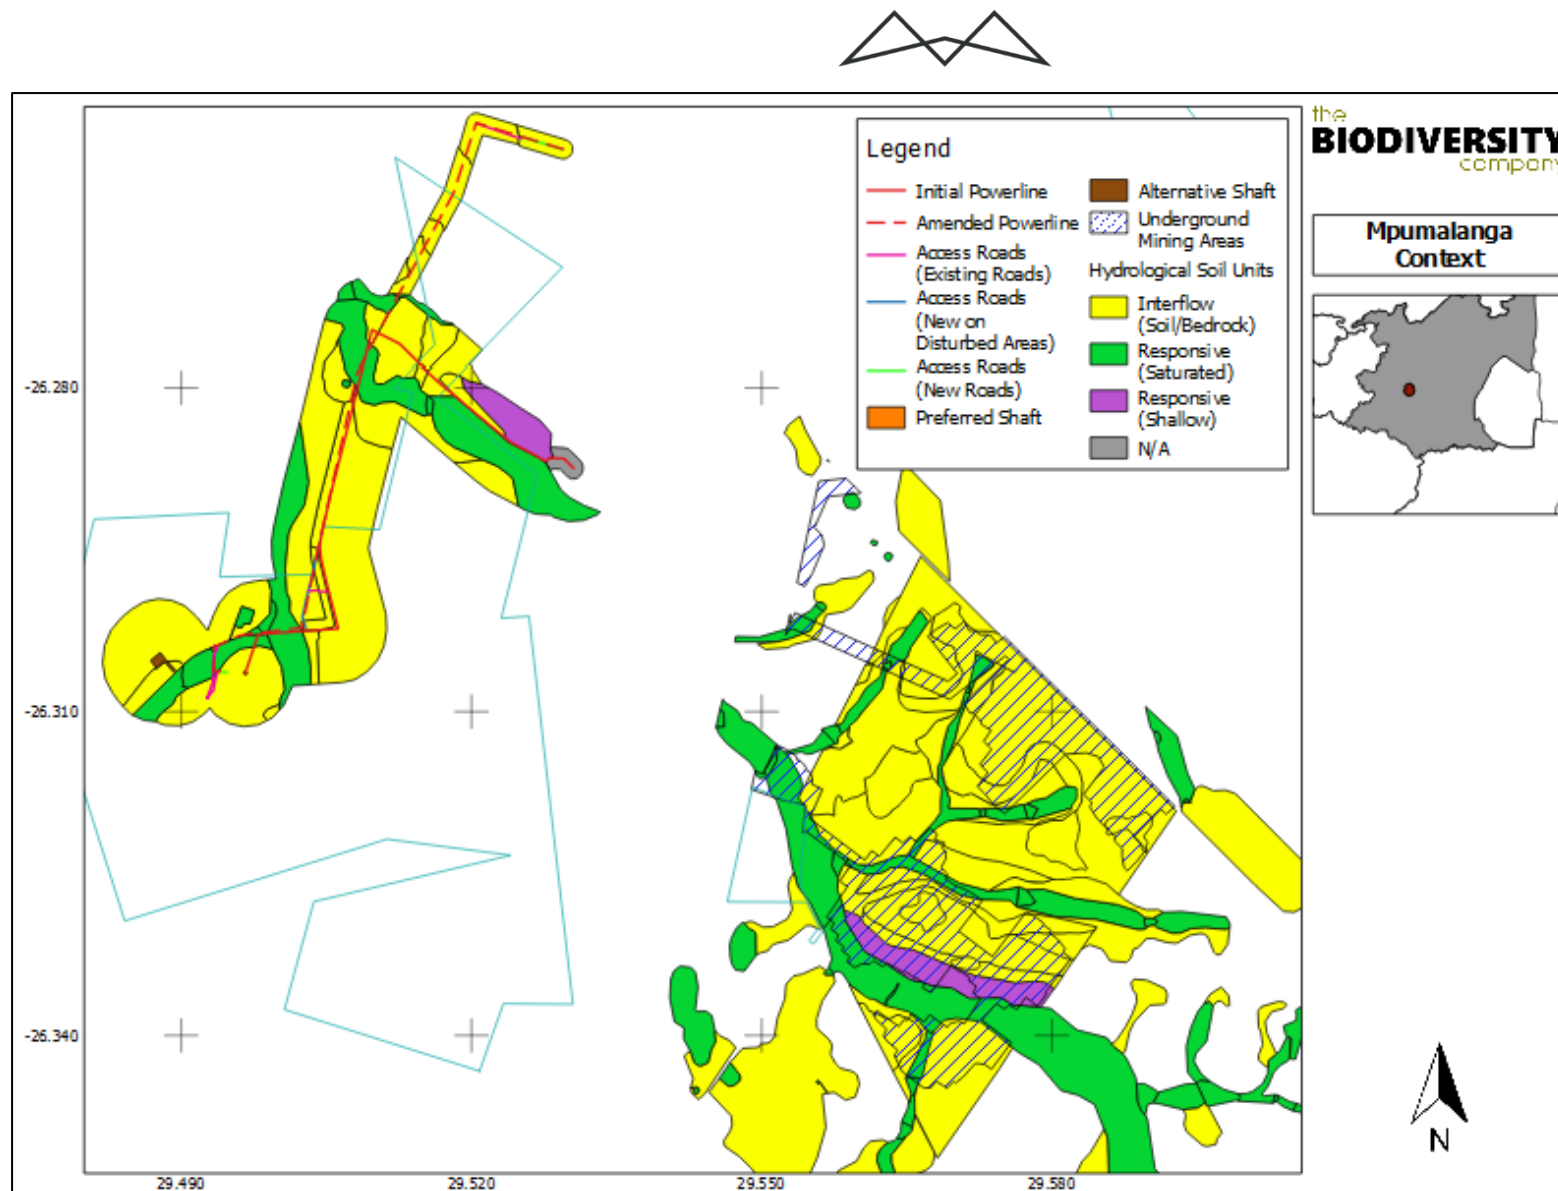 the
BIODIVERSITY
company
Legend
Initial Powerline
Amended Powerline
Access Roads
(Existing Roads)
Access Roads
(New on
Disturbed Areas)
Access Roads
(New Roads)
Preferred Shaft
Alternative Shaft
Underground
Mining Areas
Hydrological Soil Units
Interflow
(Soil/Bedrock)
Responsive
(Saturated)
Responsive
(Shallow)
N/A
Mpumalanga
Context
-26.280
-26.310
-26.340
29.490
29.520
29.550
29.580
N